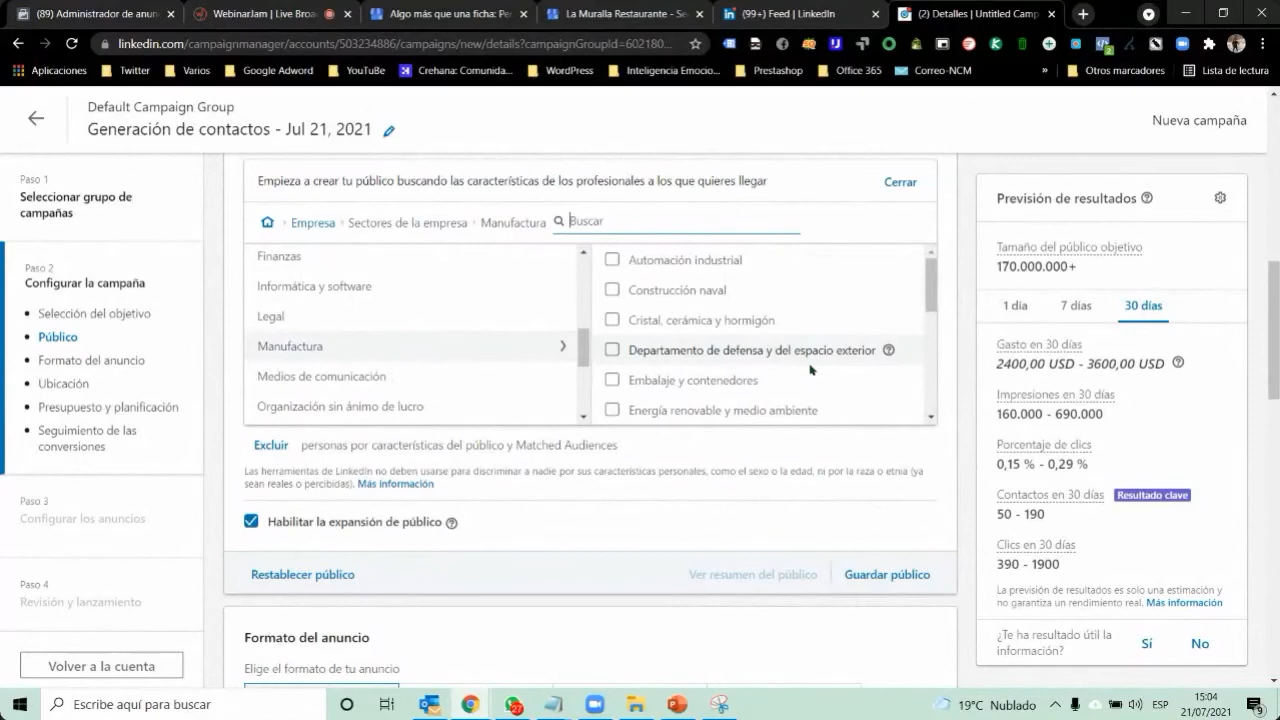 (89) Administrador de anun
WebinarJam | Live Broa
Algo más que una ficha: Per
La Muralla Restaurante - Se
(99+) Feed | LinkedIn
(2) Detalles | Untitled Camp
linkedin.com/campaignmanager/accounts/503234886/campaigns/new/details?campaignGroupId=602180...
Aplicaciones
Twitter
Varios
Google Adword
YouTuBe
Crehana: Comunida...
WordPress
Inteligencia Emocio...
Prestashop
Office 365
Correo-NCM
»
Otros marcadores
Lista de lectura
Default Campaign Group
Generación de contactos - Jul 21, 2021
Nueva campaña
Paso 1
Seleccionar grupo de
campañas
Paso 2
Configurar la campaña
• Selección del objetivo
• Público
• Formato del anuncio
• Ubicación
• Presupuesto y planificación
• Seguimiento de las
conversiones
Paso 3
Configurar los anuncios
Paso 4
Revisión y lanzamiento
Volver a la cuenta
Empieza a crear tu público buscando las características de los profesionales a los que quieres llegar
Cerrar
Empresa
Sectores de la empresa
Manufactura
Buscar
Finanzas
Informática y software
Legal
Manufactura
Medios de comunicación
Organización sin ánimo de lucro
Automación industrial
Construcción naval
Cristal, cerámica y hormigón
Departamento de defensa y del espacio exterior
Embalaje y contenedores
Energía renovable y medio ambiente
Excluir personas por características del público y Matched Audiences
Las herramientas de LinkedIn no deben usarse para discriminar a nadie por sus características personales, como el sexo o la edad, ni por la raza o etnia (ya
sean reales o percibidas). Más información
Habilitar la expansión de público
Restablecer público
Ver resumen del público
Guardar público
Formato del anuncio
Elige el formato de tu anuncio
Previsión de resultados
Tamaño del público objetivo
170.000.000+
1 día
7 días
30 días
Gasto en 30 días
2400,00 USD - 3600,00 USD
Impresiones en 30 días
160.000 - 690.000
Porcentaje de clics
0,15 % - 0,29 %
Contactos en 30 días Resultado clave
50 - 190
Clics en 30 días
390 - 1900
La previsión de resultados es solo una estimación y
no garantiza un rendimiento real. Más información
¿Te ha resultado útil la
información?
Sí
No
Escribe aquí para buscar
19°C Nublado
ESP
15:04
21/07/2021